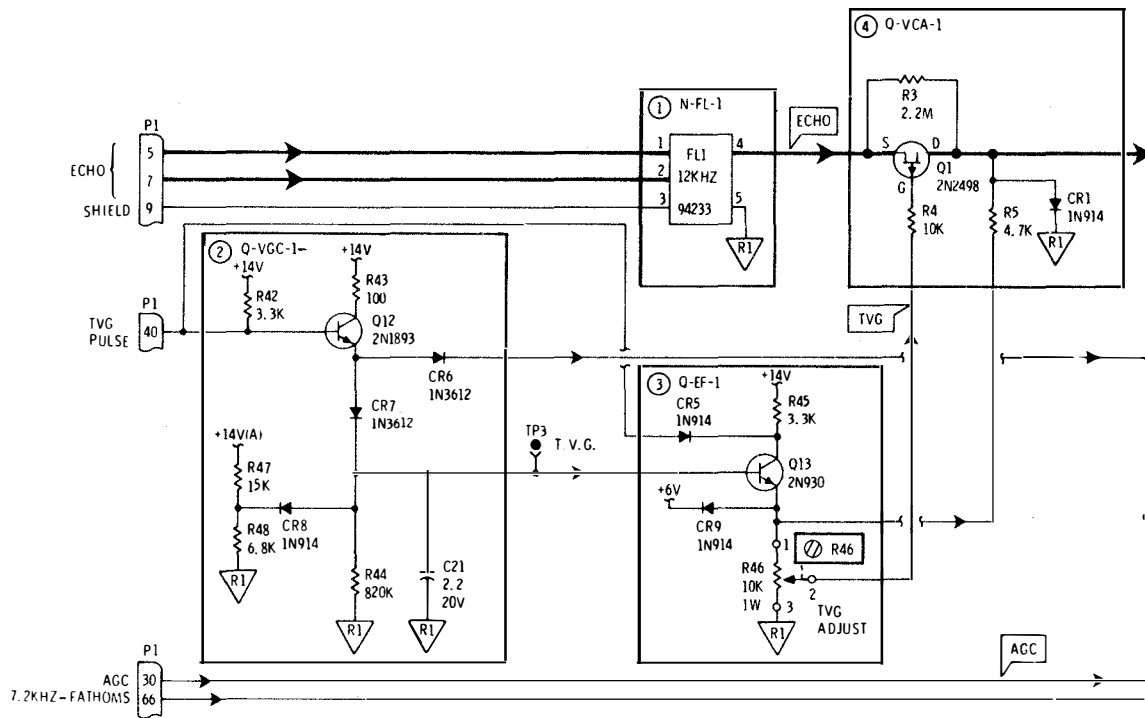 ④ Q-VCA-1
R3
2.2M
① N-FL-1
ECHO
P1
5
7
9
ECHO
SHIELD
1
2
3
4
5
FL1
12KHZ
94233
R1
S
D
G
Q1
2N2498
R4
10K
R5
4.7K
CR1
1N914
R1
② Q-VGC-1-
+14V
+14V
R42
3.3K
R43
100
P1
40
TVG
PULSE
Q12
2N1893
TVG
CR6
1N3612
CR7
1N3612
③ Q-EF-1
+14V
CR5
1N914
R45
3.3K
+14V(A)
TP3
T.V.G.
R47
15K
Q13
2N930
+6V
R48
6.8K
CR8
1N914
CR9
1N914
1
R46
R1
R44
820K
C21
2.2
20V
R46
10K
1W
2
3
TVG
ADJUST
R1
R1
R1
P1
AGC
AGC 30
7.2KHZ-FATHOMS 66